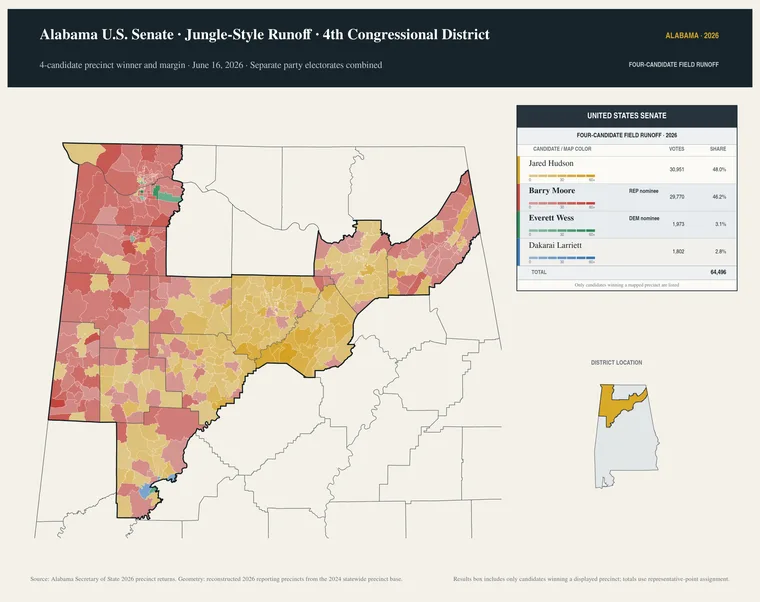 Alabama U.S. Senate · Jungle-Style Runoff · 4th Congressional District
ALABAMA · 2026
4-candidate precinct winner and margin · June 16, 2026 · Separate party electorates combined
FOUR-CANDIDATE FIELD RUNOFF
UNITED STATES SENATE
FOUR-CANDIDATE FIELD RUNOFF · 2026
CANDIDATE / MAP COLOR VOTES SHARE
Jared Hudson 30,951 48.0%
Barry Moore REP nominee 29,770 46.2%
Everett Wess DEM nominee 1,973 3.1%
Dakarai Larriett 1,802 2.8%
TOTAL 64,496
Only candidates winning a mapped precinct are listed
DISTRICT LOCATION
Source: Alabama Secretary of State 2026 precinct returns. Geometry: reconstructed 2026 reporting precincts from the 2024 statewide precinct base.
Results box includes only candidates winning a displayed precinct; totals use representative-point assignment.